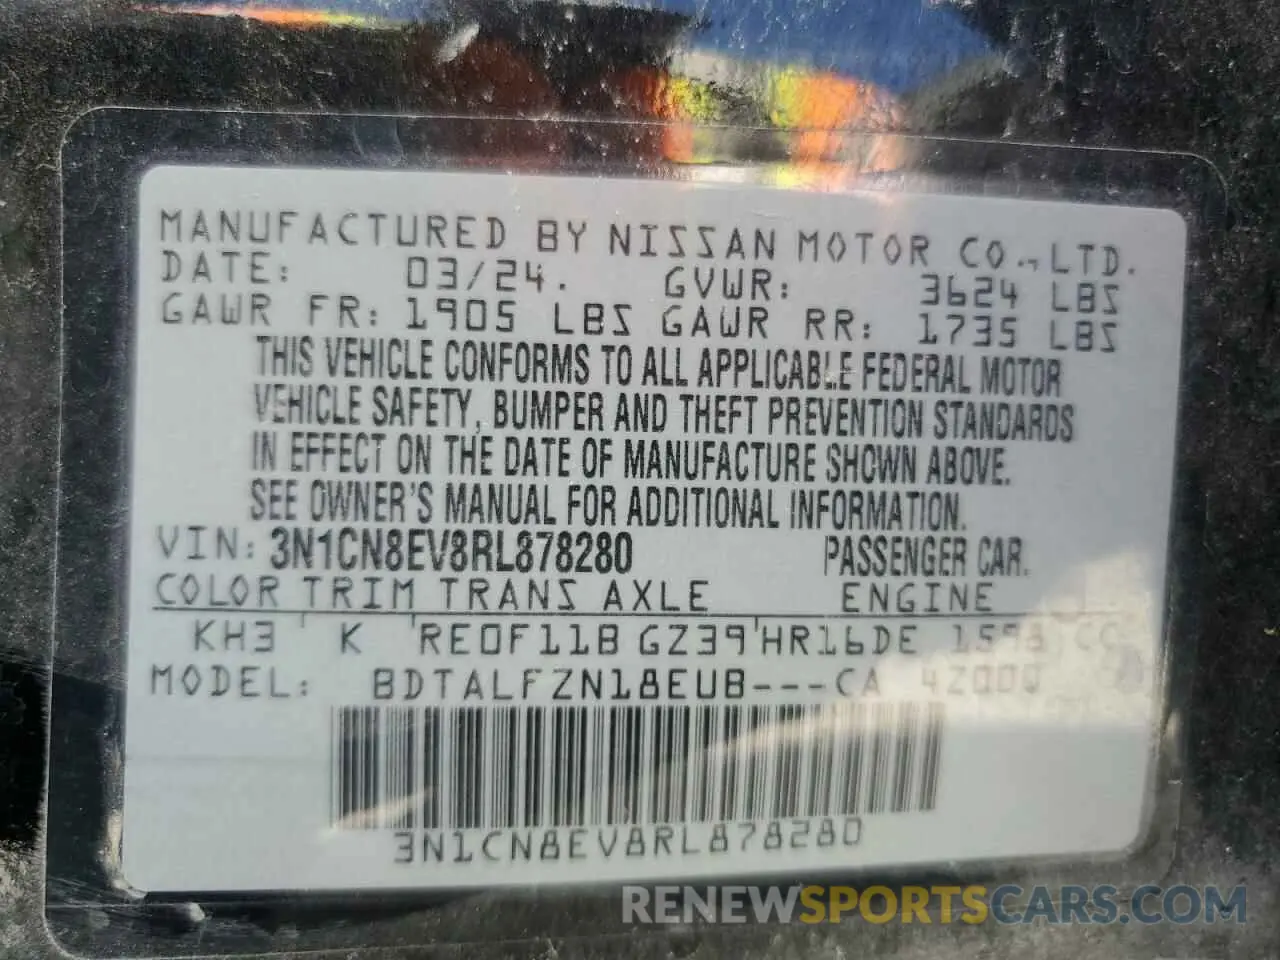 MANUFACTURED BY NISSAN MOTOR CO., LTD.
DATE: 03/24. GVWR: 3624 LBS
GAWR FR: 1905 LBS GAWR RR: 1735 LBS
THIS VEHICLE CONFORMS TO ALL APPLICABLE FEDERAL MOTOR
VEHICLE SAFETY, BUMPER AND THEFT PREVENTION STANDARDS
IN EFFECT ON THE DATE OF MANUFACTURE SHOWN ABOVE.
SEE OWNER'S MANUAL FOR ADDITIONAL INFORMATION.
VIN: 3N1CN8EV8RL878280 PASSENGER CAR.
COLOR TRIM TRANS AXLE ENGINE
KH3 K RE0F11B GZ39 HR16DE 1598 CC
MODEL: BDTALFZN18EUB---CA 4Z000
3N1CN8EV8RL878280
RENEWSPORTSCARS.COM